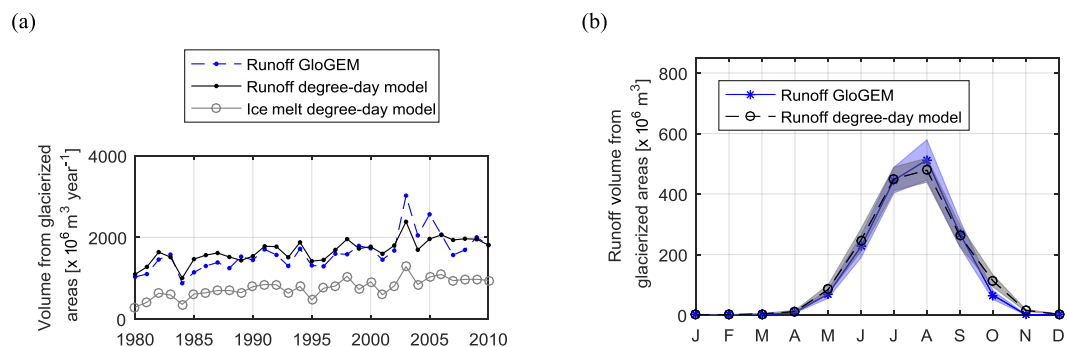 (a)
Runoff GloGEM
Runoff degree-day model
Ice melt degree-day model
Volume from glacierized
areas [x 10⁶ m³ year⁻¹]
4000
2000
0
1980 1985 1990 1995 2000 2005 2010
(b)
Runoff GloGEM
Runoff degree-day model
Runoff volume from
glacierized areas [x 10⁶ m³]
800
600
400
200
0
J F M A M J J A S O N D